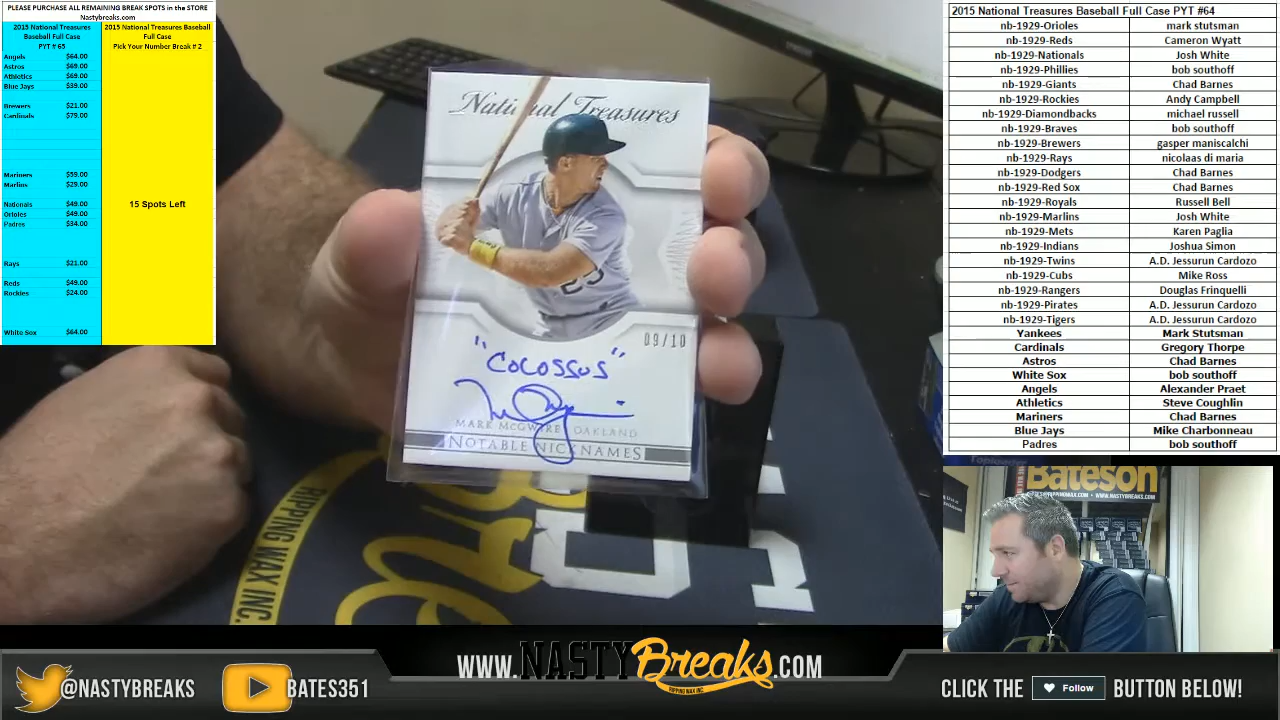 PLEASE PURCHASE ALL REMAINING BREAK SPOTS in the STORE
Nastybreaks.com
2015 National Treasures Baseball Full Case PYT # 65
Angels $64.00
Astros $69.00
Athletics $69.00
Blue Jays $39.00
Brewers $21.00
Cardinals $79.00
Mariners $59.00
Marlins $29.00
Nationals $49.00
Orioles $49.00
Padres $34.00
Rays $21.00
Reds $49.00
Rockies $24.00
White Sox $64.00
2015 National Treasures Baseball
Full Case
Pick Your Number Break # 2
15 Spots Left
National Treasures
25
09/10
"COLOSSUS"
MARK McGWIRE OAKLAND
NOTABLE NICKNAMES
RIPPING WAX INC.
2015 National Treasures Baseball Full Case PYT #64
nb-1929-Orioles mark stutsman
nb-1929-Reds Cameron Wyatt
nb-1929-Nationals Josh White
nb-1929-Phillies bob southoff
nb-1929-Giants Chad Barnes
nb-1929-Rockies Andy Campbell
nb-1929-Diamondbacks michael russell
nb-1929-Braves bob southoff
nb-1929-Brewers gasper maniscalchi
nb-1929-Rays nicolaas di maria
nb-1929-Dodgers Chad Barnes
nb-1929-Red Sox Chad Barnes
nb-1929-Royals Russell Bell
nb-1929-Marlins Josh White
nb-1929-Mets Karen Paglia
nb-1929-Indians Joshua Simon
nb-1929-Twins A.D. Jessurun Cardozo
nb-1929-Cubs Mike Ross
nb-1929-Rangers Douglas Frinquelli
nb-1929-Pirates A.D. Jessurun Cardozo
nb-1929-Tigers A.D. Jessurun Cardozo
Yankees Mark Stutsman
Cardinals Gregory Thorpe
Astros Chad Barnes
White Sox bob southoff
Angels Alexander Praet
Athletics Steve Coughlin
Mariners Chad Barnes
Blue Jays Mike Charbonneau
Padres bob southoff
Bateson
@NASTYBREAKS
BATES351
WWW.NASTYBreaks.COM
RIPPING WAX INC
CLICK THE Follow BUTTON BELOW!